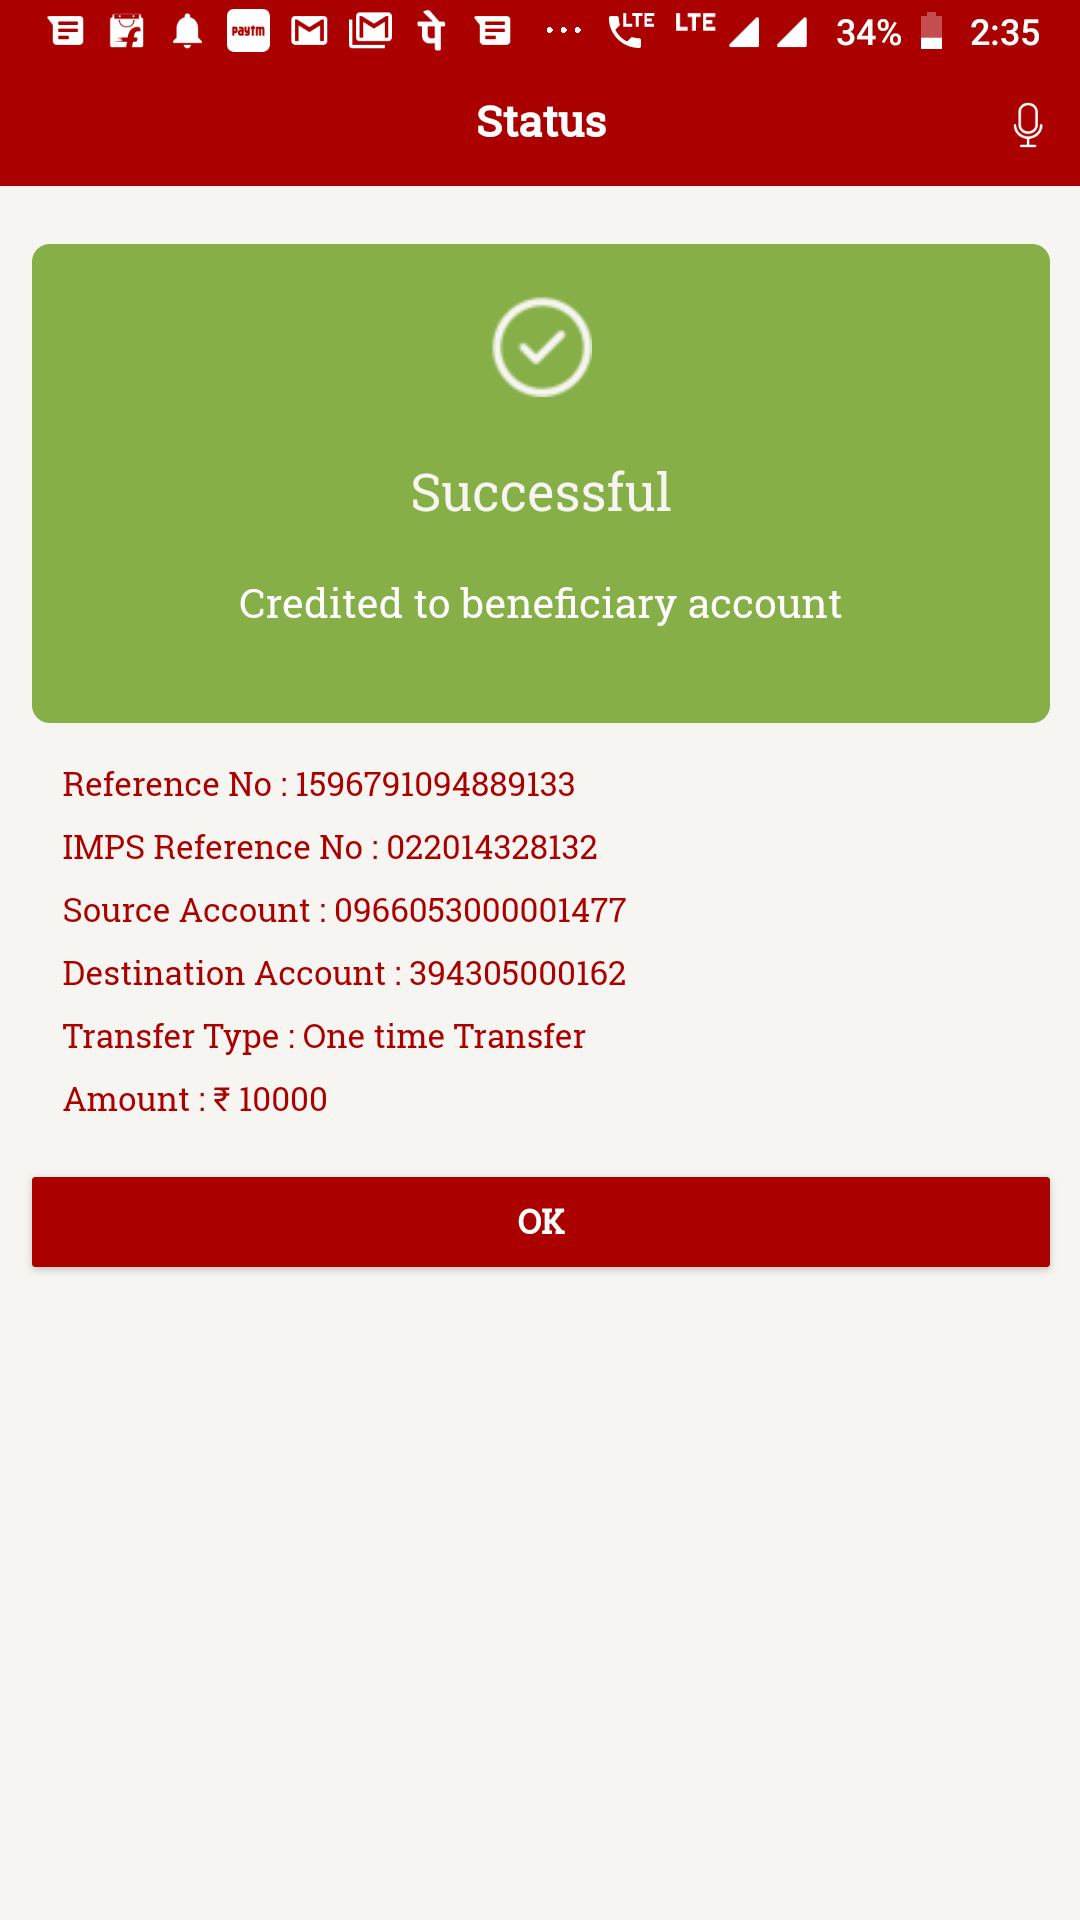 paytm पे ... LTE LTE 34% 2:35
Status
Successful
Credited to beneficiary account
Reference No : 1596791094889133
IMPS Reference No : 022014328132
Source Account : 0966053000001477
Destination Account : 394305000162
Transfer Type : One time Transfer
Amount : ₹ 10000
OK